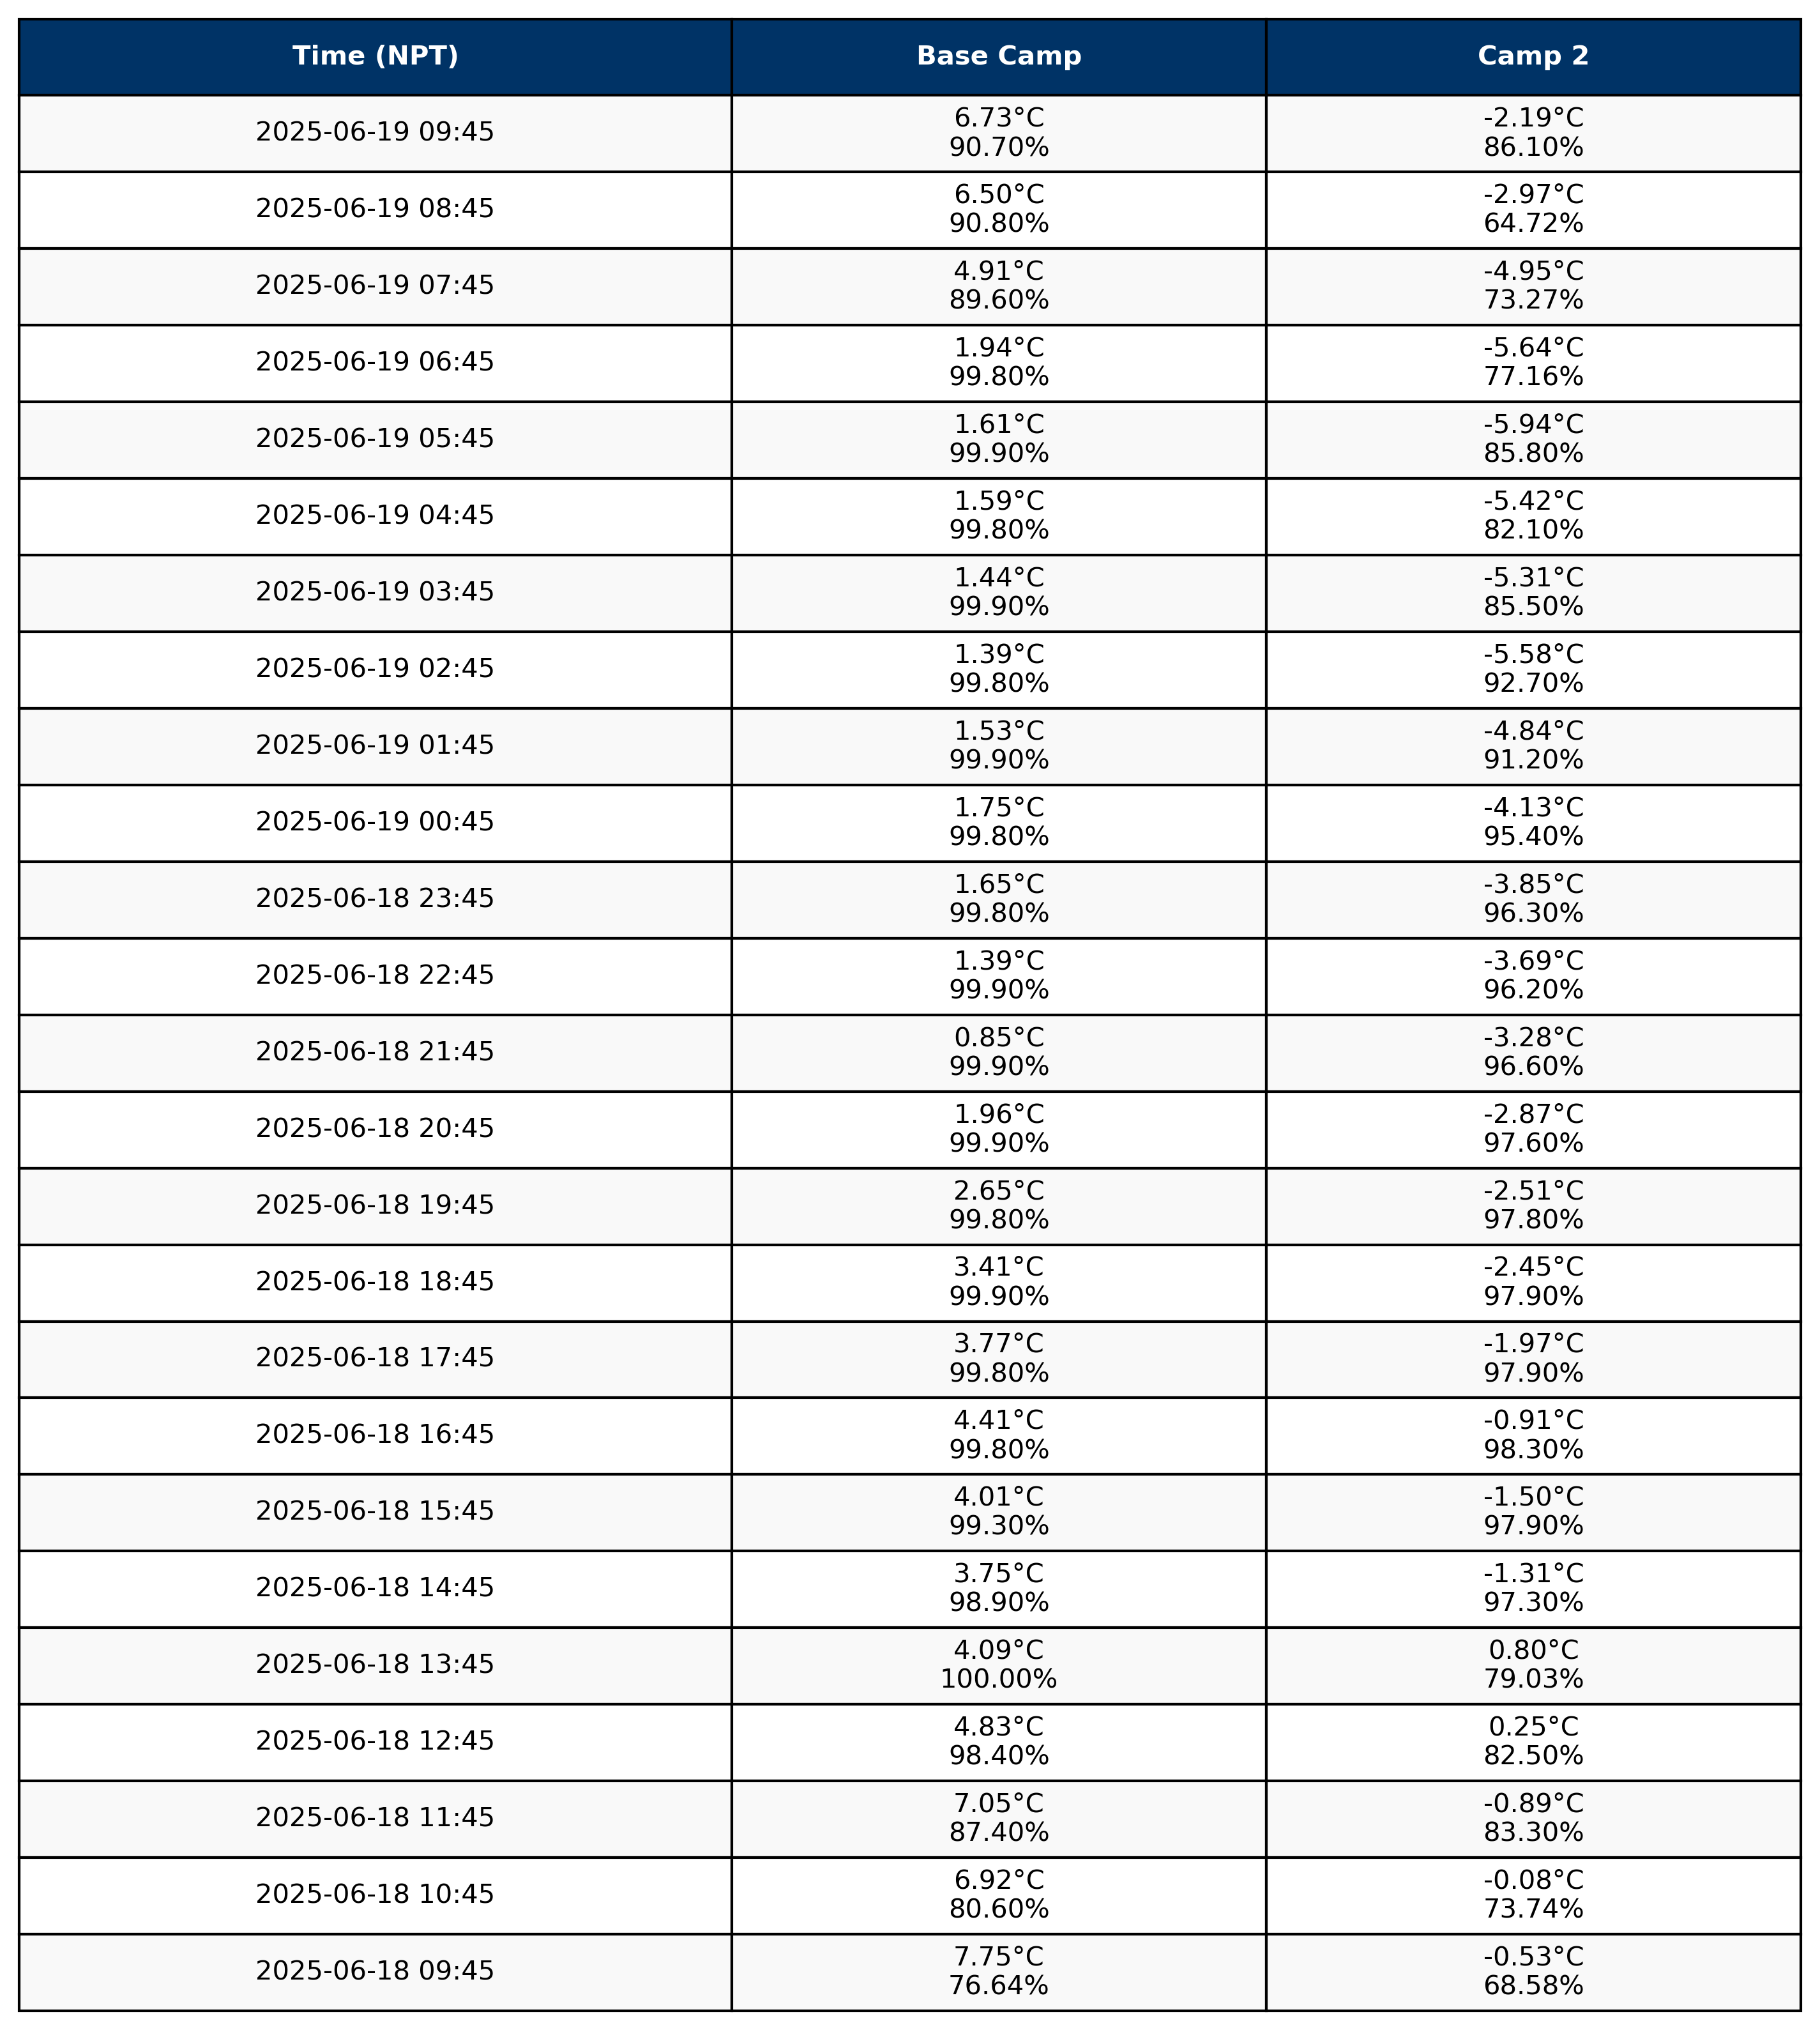 Time (NPT) Base Camp Camp 2
2025-06-19 09:45
6.73°C
90.70%
-2.19°C
86.10%
2025-06-19 08:45
6.50°C
90.80%
-2.97°C
64.72%
2025-06-19 07:45
4.91°C
89.60%
-4.95°C
73.27%
2025-06-19 06:45
1.94°C
99.80%
-5.64°C
77.16%
2025-06-19 05:45
1.61°C
99.90%
-5.94°C
85.80%
2025-06-19 04:45
1.59°C
99.80%
-5.42°C
82.10%
2025-06-19 03:45
1.44°C
99.90%
-5.31°C
85.50%
2025-06-19 02:45
1.39°C
99.80%
-5.58°C
92.70%
2025-06-19 01:45
1.53°C
99.90%
-4.84°C
91.20%
2025-06-19 00:45
1.75°C
99.80%
-4.13°C
95.40%
2025-06-18 23:45
1.65°C
99.80%
-3.85°C
96.30%
2025-06-18 22:45
1.39°C
99.90%
-3.69°C
96.20%
2025-06-18 21:45
0.85°C
99.90%
-3.28°C
96.60%
2025-06-18 20:45
1.96°C
99.90%
-2.87°C
97.60%
2025-06-18 19:45
2.65°C
99.80%
-2.51°C
97.80%
2025-06-18 18:45
3.41°C
99.90%
-2.45°C
97.90%
2025-06-18 17:45
3.77°C
99.80%
-1.97°C
97.90%
2025-06-18 16:45
4.41°C
99.80%
-0.91°C
98.30%
2025-06-18 15:45
4.01°C
99.30%
-1.50°C
97.90%
2025-06-18 14:45
3.75°C
98.90%
-1.31°C
97.30%
2025-06-18 13:45
4.09°C
100.00%
0.80°C
79.03%
2025-06-18 12:45
4.83°C
98.40%
0.25°C
82.50%
2025-06-18 11:45
7.05°C
87.40%
-0.89°C
83.30%
2025-06-18 10:45
6.92°C
80.60%
-0.08°C
73.74%
2025-06-18 09:45
7.75°C
76.64%
-0.53°C
68.58%